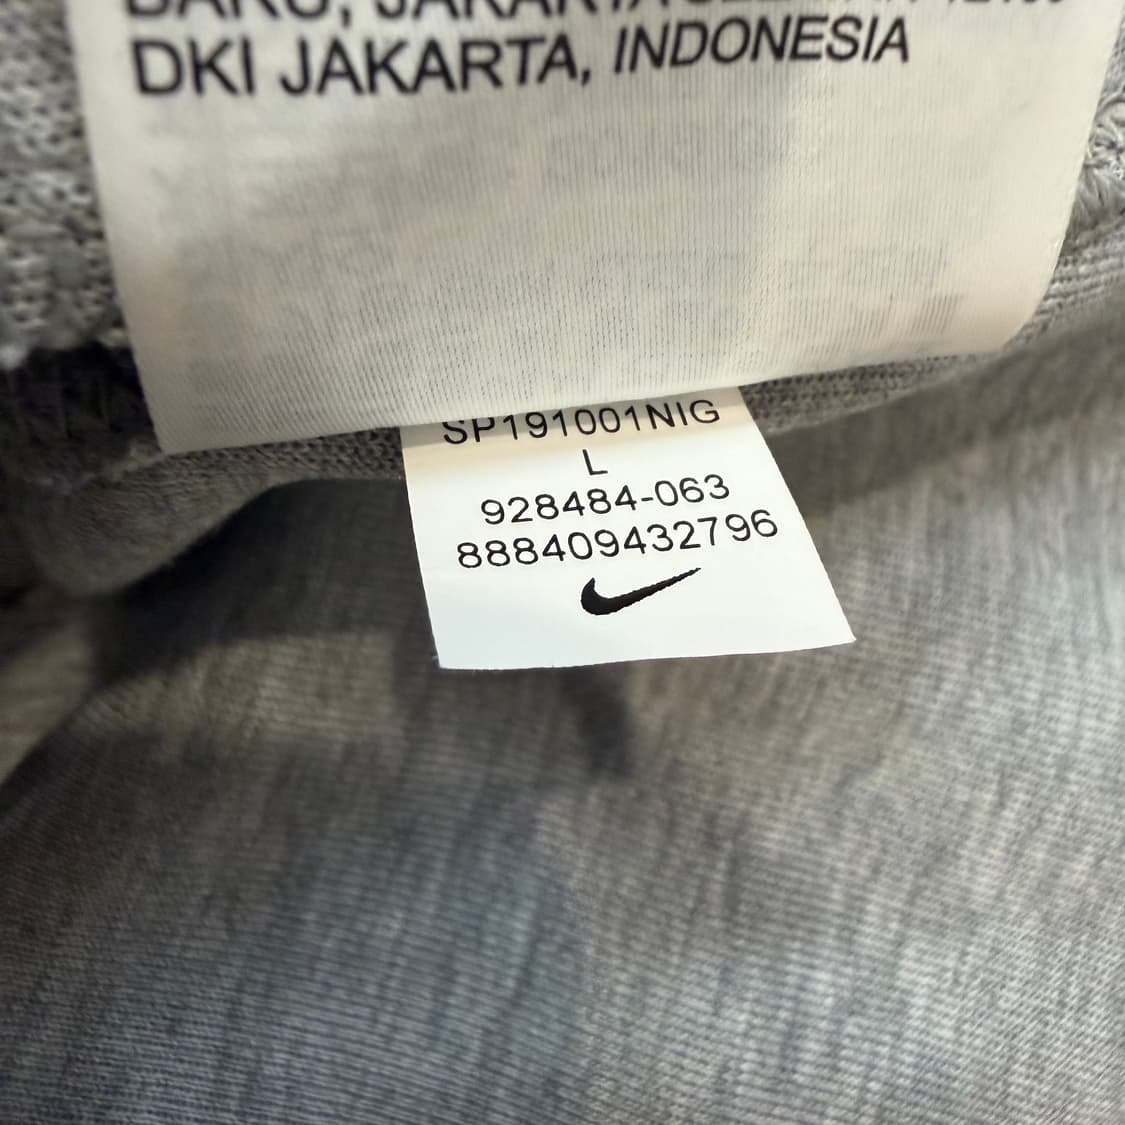 DKI JAKARTA, INDONESIA
SP191001NIG
L
928484-063
888409432796